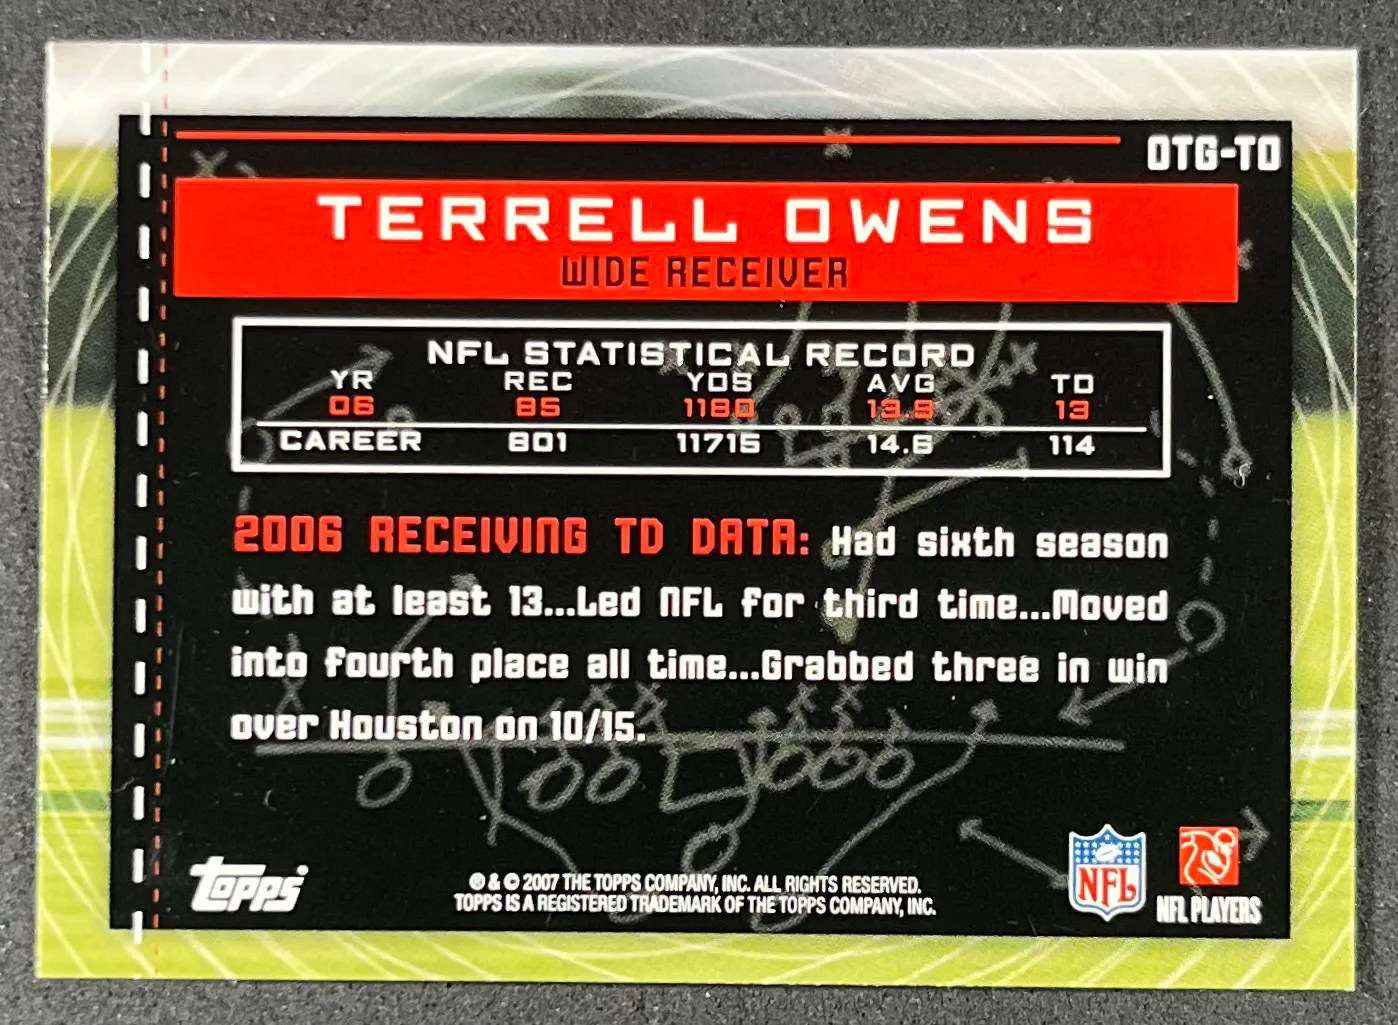 OTG-TO
TERRELL OWENS
WIDE RECEIVER
NFL STATISTICAL RECORD
YR REC YDS AVG TD
06 85 1180 13.9 13
CAREER 801 11715 14.6 114
2006 RECEIVING TD DATA: Had sixth season
with at least 13...Led NFL for third time...Moved
into fourth place all time...Grabbed three in win
over Houston on 10/15.
topps
® & © 2007 THE TOPPS COMPANY, INC. ALL RIGHTS RESERVED.
TOPPS IS A REGISTERED TRADEMARK OF THE TOPPS COMPANY, INC.
NFL
NFL PLAYERS